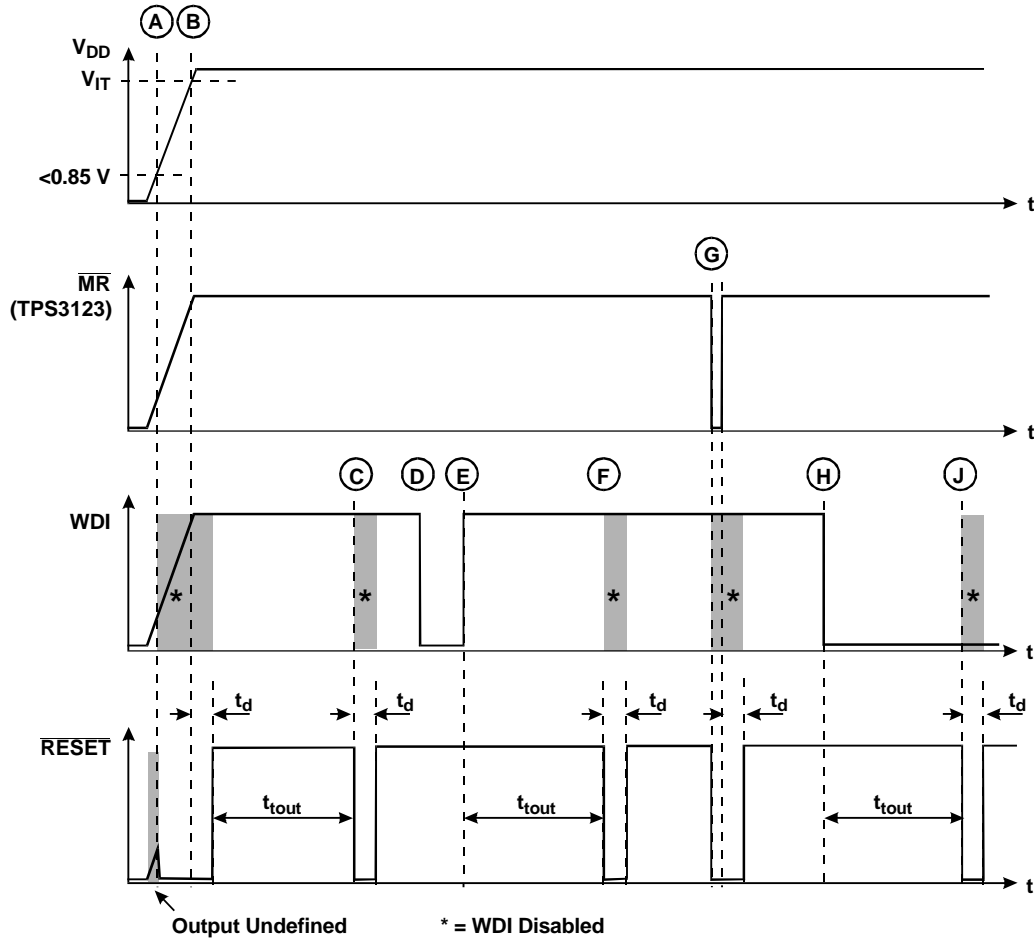 A B
VDD
VIT
<0.85 V
t
G
MR
(TPS3123)
t
C D E F H J
WDI
* * * * *
t
td td td td td
RESET
ttout ttout ttout
t
Output Undefined * = WDI Disabled